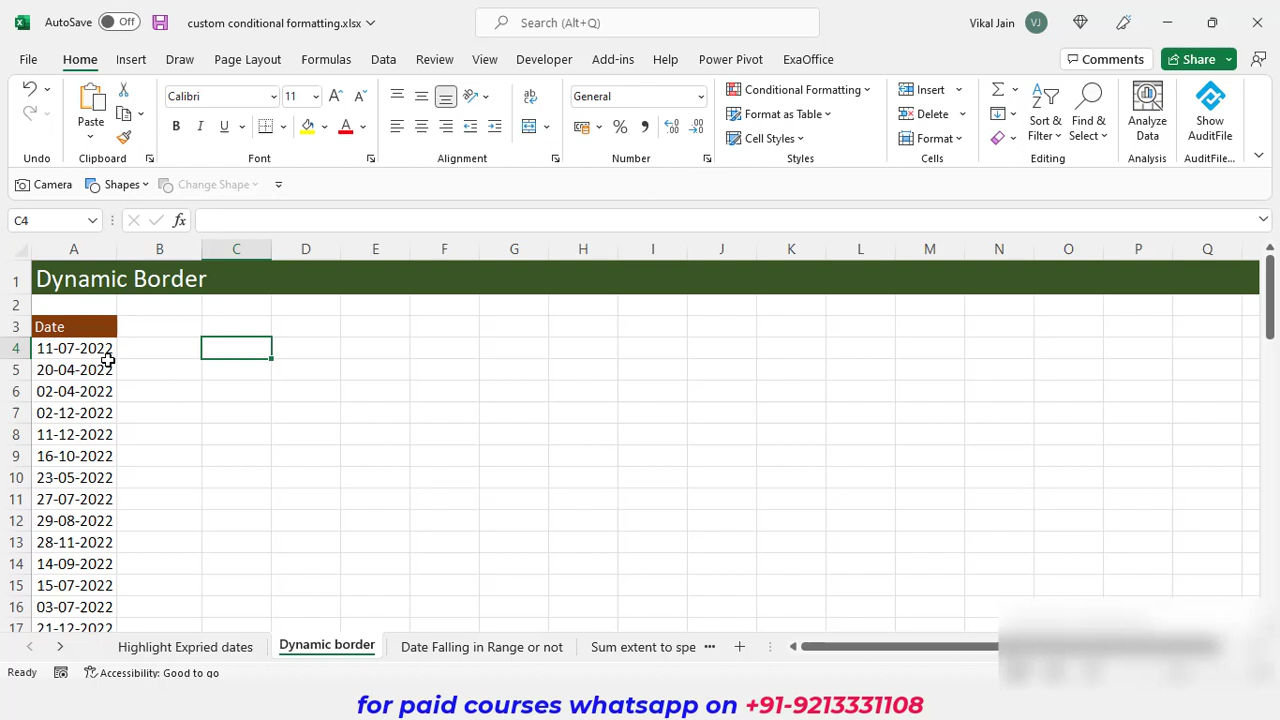 AutoSave Off custom conditional formatting.xlsx Search (Alt+Q) Vikal Jain VJ
File Home Insert Draw Page Layout Formulas Data Review View Developer Add-ins Help Power Pivot ExaOffice Comments Share
Calibri 11 General Conditional Formatting Insert
Paste Format as Table Delete Sort & Find & Analyze Show
B I U A % Cell Styles Format Filter Select Data AuditFile
Undo Clipboard Font Alignment Number Styles Cells Editing Analysis AuditFile...
Camera Shapes Change Shape
C4 fx
A B C D E F G H I J K L M N O P Q
1 Dynamic Border
2
3 Date
4 11-07-2022
5 20-04-2022
6 02-04-2022
7 02-12-2022
8 11-12-2022
9 16-10-2022
10 23-05-2022
11 27-07-2022
12 29-08-2022
13 28-11-2022
14 14-09-2022
15 15-07-2022
16 03-07-2022
17 21-12-2022
Highlight Expried dates Dynamic border Date Falling in Range or not Sum extent to spe ...
Ready Accessibility: Good to go
for paid courses whatsapp on +91-9213331108